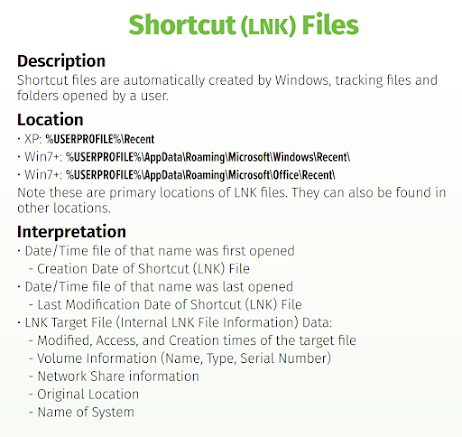 Shortcut (LNK) Files
Description
Shortcut files are automatically created by Windows, tracking files and
folders opened by a user.
Location
• XP: %USERPROFILE%\Recent
• Win7+: %USERPROFILE%\AppData\Roaming\Microsoft\Windows\Recent\
• Win7+: %USERPROFILE%\AppData\Roaming\Microsoft\Office\Recent\
Note these are primary locations of LNK files. They can also be found in
other locations.
Interpretation
• Date/Time file of that name was first opened
- Creation Date of Shortcut (LNK) File
• Date/Time file of that name was last opened
- Last Modification Date of Shortcut (LNK) File
• LNK Target File (Internal LNK File Information) Data:
- Modified, Access, and Creation times of the target file
- Volume Information (Name, Type, Serial Number)
- Network Share information
- Original Location
- Name of System